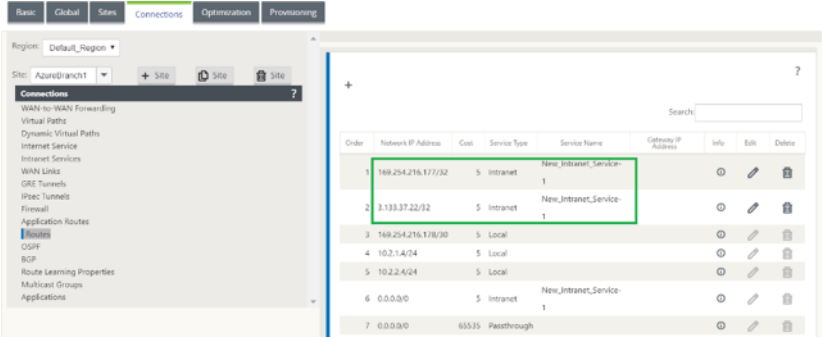 Basic Global Sites Connections Optimization Provisioning
Region: Default_Region
Site: AzureBranch1 + Site Site Site
Connections ?
WAN-to-WAN Forwarding
Virtual Paths
Dynamic Virtual Paths
Internet Service
Intranet Services
WAN Links
GRE Tunnels
IPsec Tunnels
Firewall
Application Routes
Routes
OSPF
BGP
Route Learning Properties
Multicast Groups
Applications
?
+
Search:
Order Network IP Address Cost Service Type Service Name Gateway IP Address Info Edit Delete
1 169.254.216.177/32 5 Intranet New_Intranet_Service-
1
2 3.133.37.22/32 5 Intranet New_Intranet_Service-
1
3 169.254.216.178/30 5 Local
4 10.2.1.4/24 5 Local
5 10.2.2.4/24 5 Local
6 0.0.0.0/0 5 Intranet New_Intranet_Service-
1
7 0.0.0.0/0 65535 Passthrough